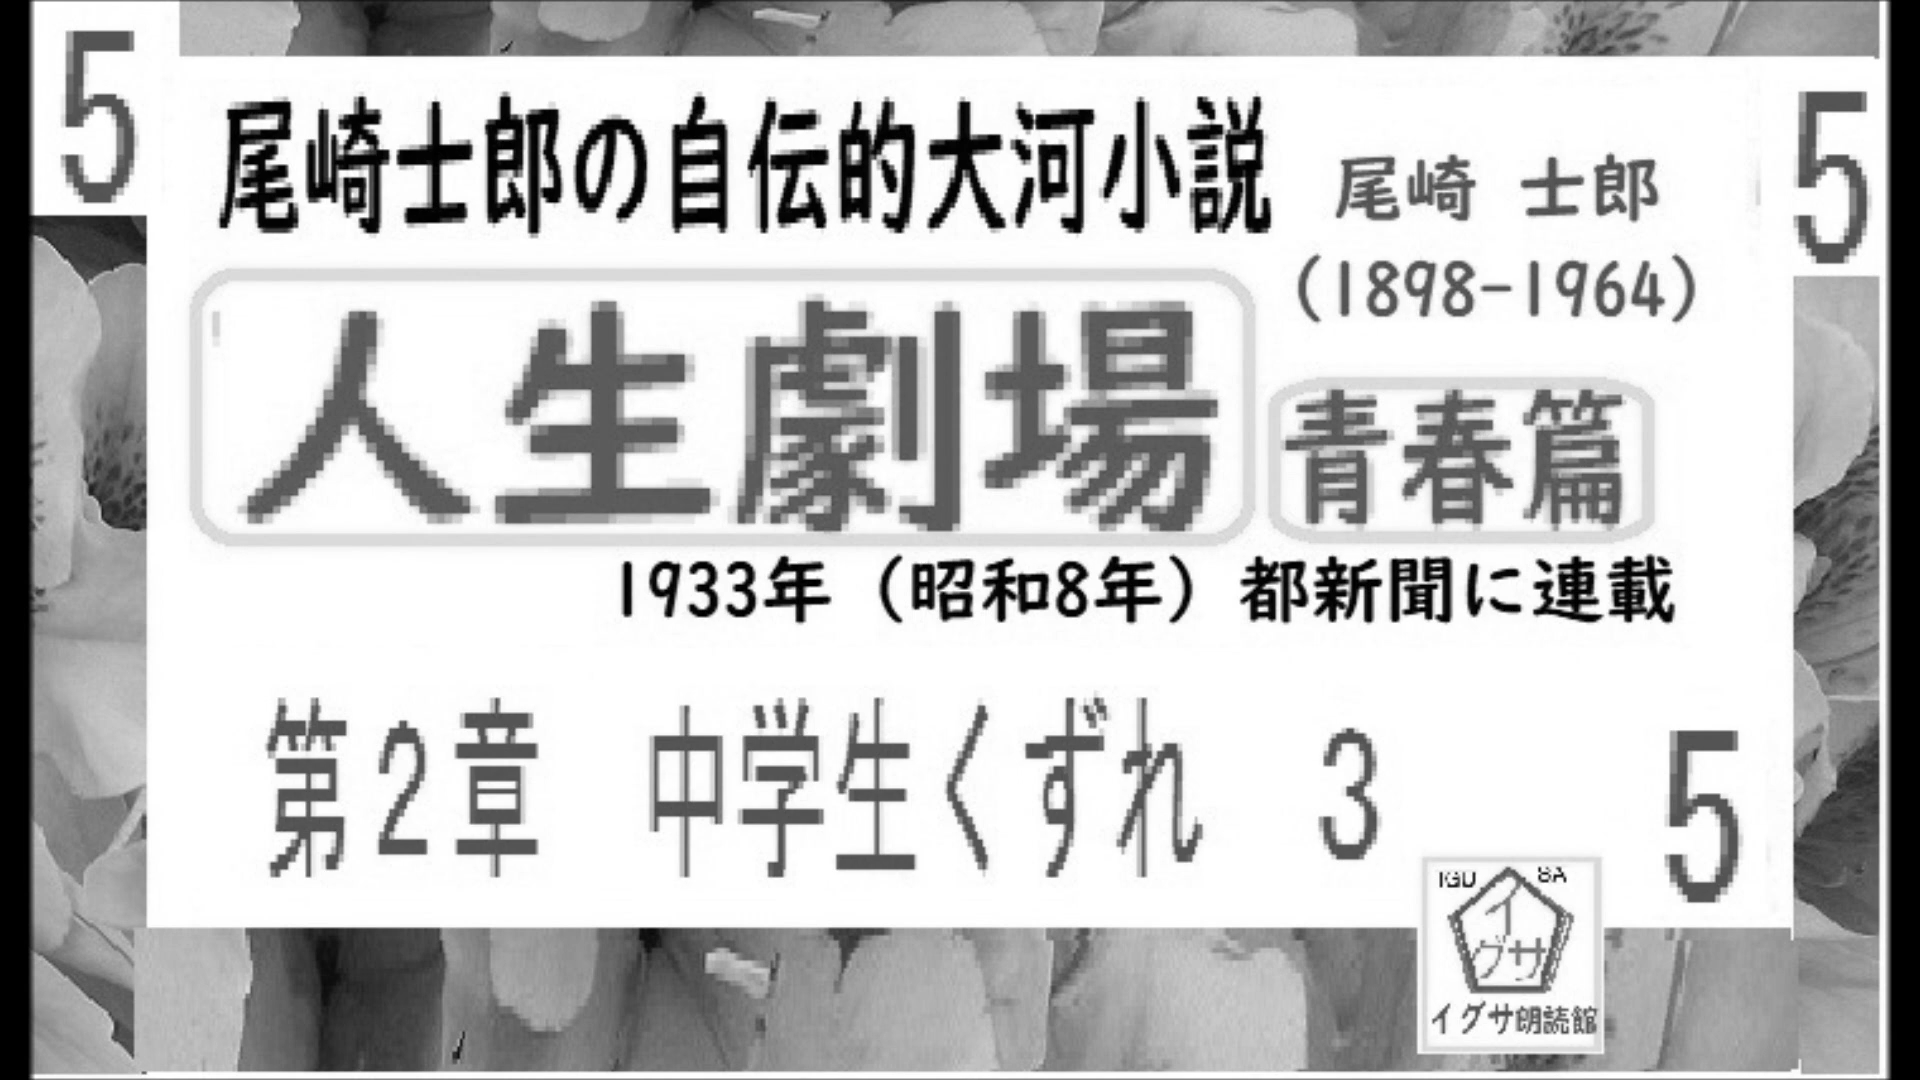 5
尾崎士郎の自伝的大河小説
尾崎 士郎
5
(1898-1964)
人生劇場
青春篇
1933年（昭和8年）都新聞に連載
第2章 中学生くずれ 3
5
IGU SA
イ
グサ
イグサ朗読館